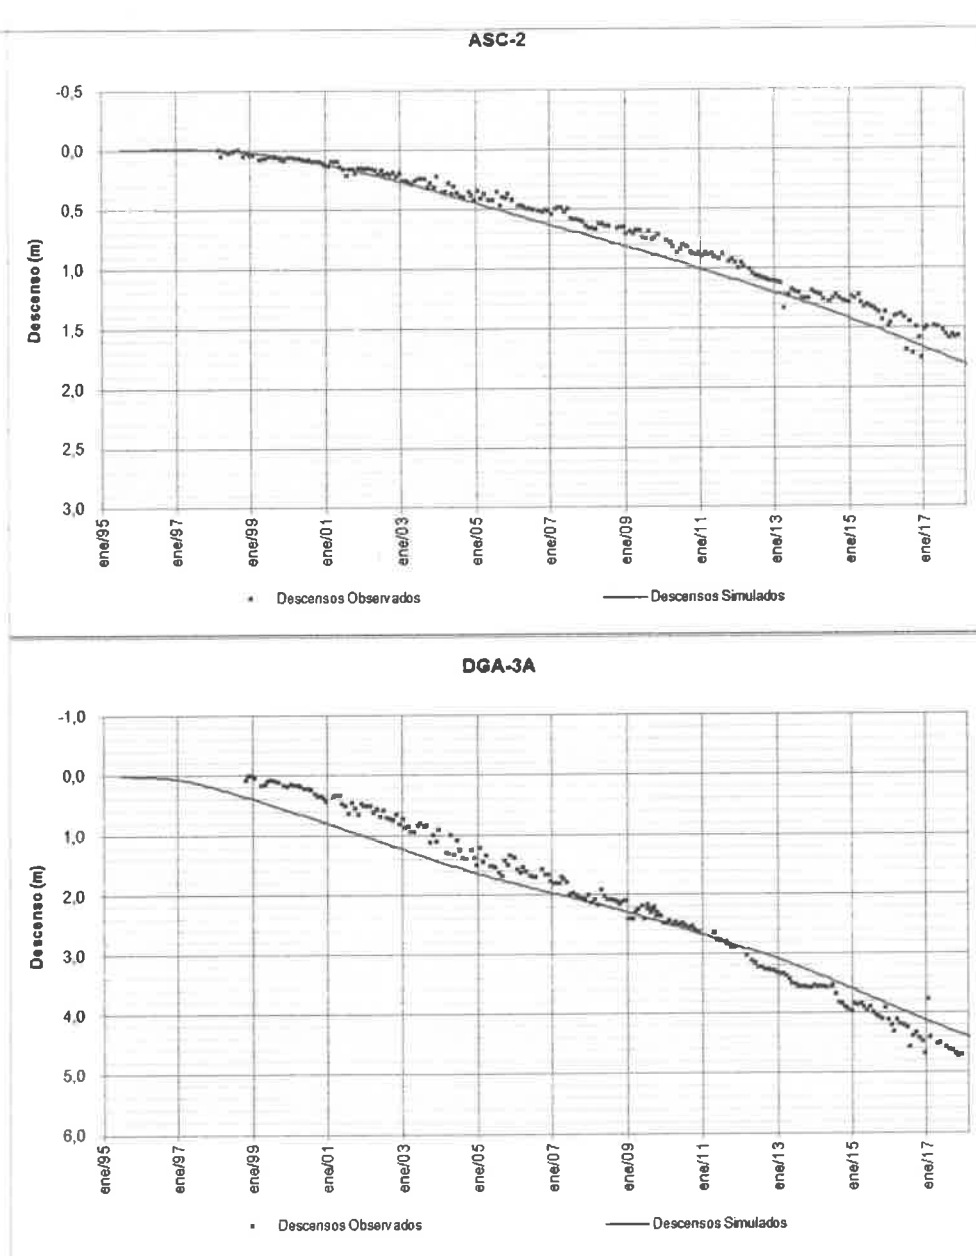 ASC-2
-0,5
0,0
0,5
1,0
1,5
2,0
2,5
3,0
Descenso (m)
ene/95 ene/97 ene/99 ene/01 ene/03 ene/05 ene/07 ene/09 ene/11 ene/13 ene/15 ene/17
Descensos Observados Descensos Simulados
DGA-3A
-1,0
0,0
1,0
2,0
3,0
4,0
5,0
6,0
Descenso (m)
ene/95 ene/97 ene/99 ene/01 ene/03 ene/05 ene/07 ene/09 ene/11 ene/13 ene/15 ene/17
Descensos Observados Descensos Simulados